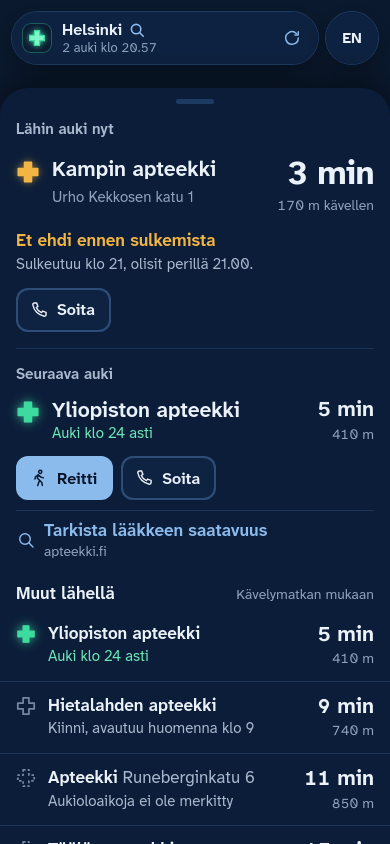 Helsinki
2 auki klo 20.57
EN
Lähin auki nyt
Kampin apteekki
3 min
Urho Kekkosen katu 1
170 m kävellen
Et ehdi ennen sulkemista
Sulkeutuu klo 21, olisit perillä 21.00.
Soita
Seuraava auki
Yliopiston apteekki
5 min
Auki klo 24 asti
410 m
Reitti
Soita
Tarkista lääkkeen saatavuus
apteekki.fi
Muut lähellä
Kävelymatkan mukaan
Yliopiston apteekki
5 min
Auki klo 24 asti
410 m
Hietalahden apteekki
9 min
Kiinni, avautuu huomenna klo 9
740 m
Apteekki Runeberginkatu 6
11 min
Aukioloaikoja ei ole merkitty
850 m